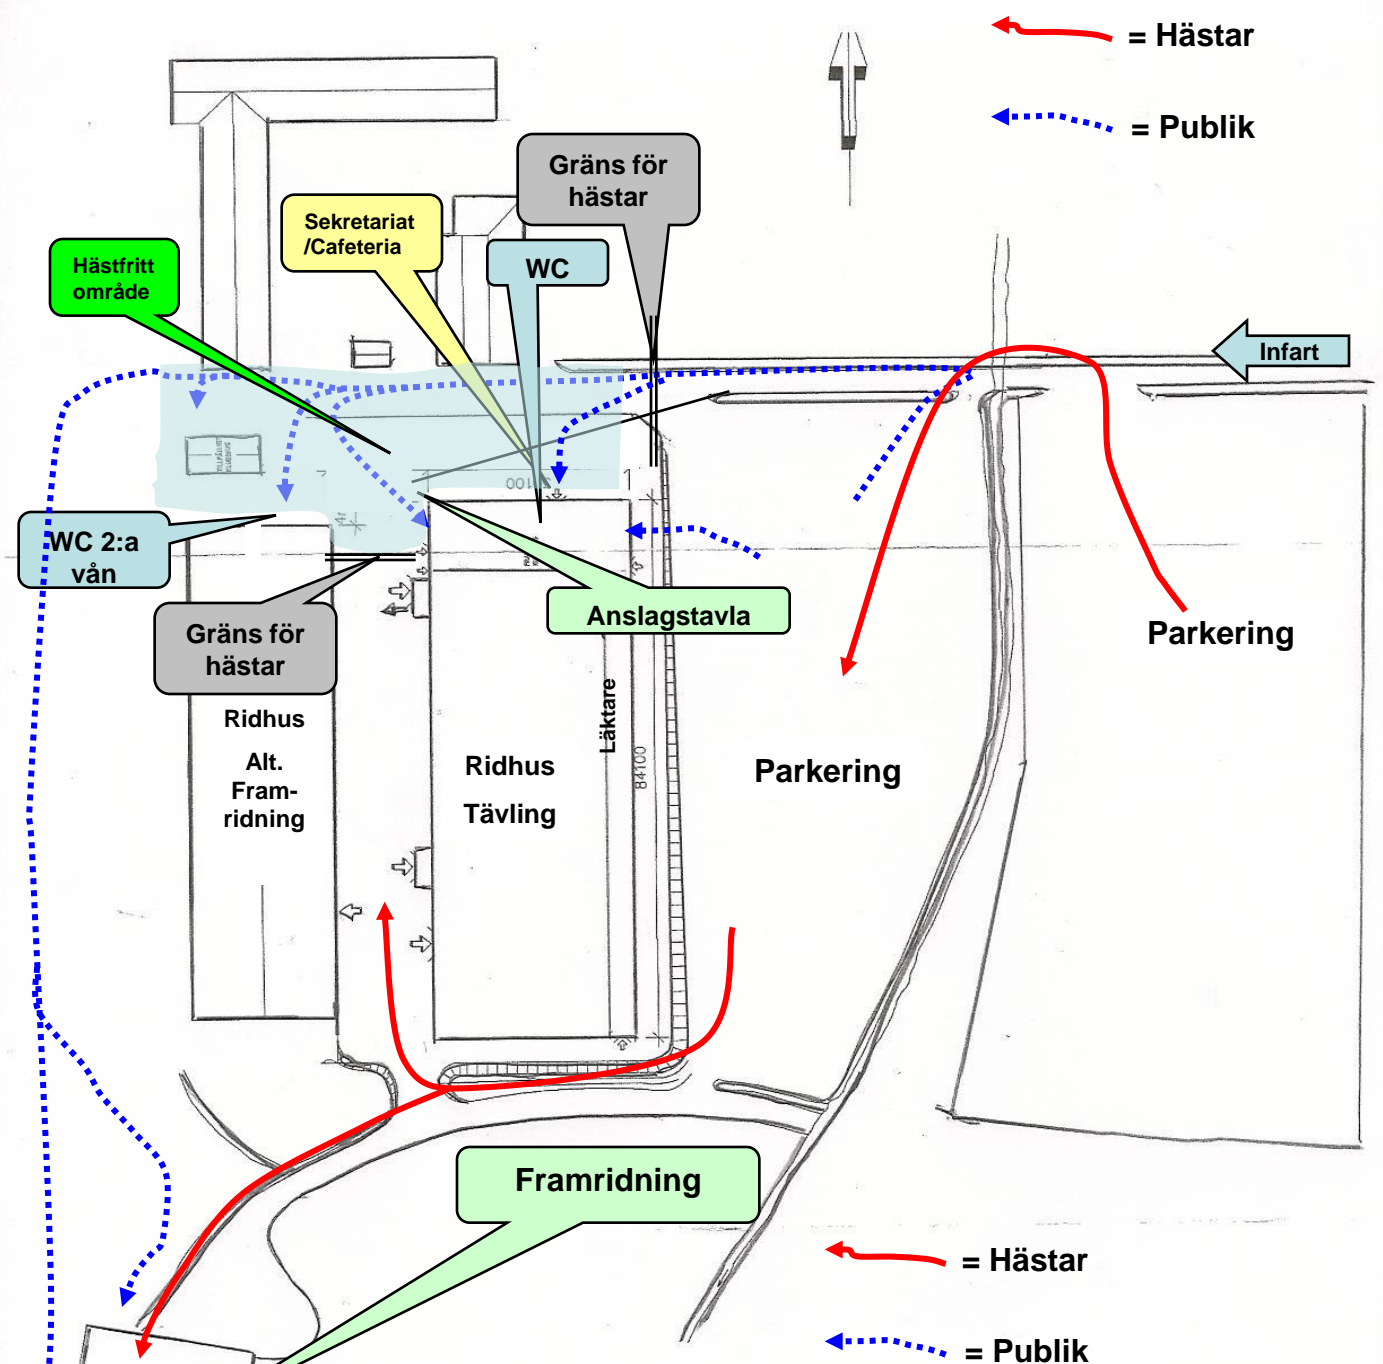 = Hästar
= Publik
Gräns för
hästar
Sekretariat
/Cafeteria
WC
Hästfritt
område
Infart
WC 2:a
vån
Anslagstavla
Gräns för
hästar
Parkering
Ridhus
Alt.
Fram-
ridning
Läktare
Ridhus
Tävling
84100
Parkering
Framridning
= Hästar
= Publik